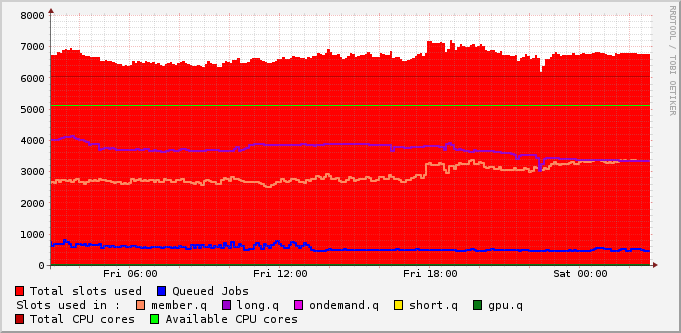 8000
7000
6000
5000
4000
3000
2000
1000
0
Fri 06:00 Fri 12:00 Fri 18:00 Sat 00:00
Total slots used Queued Jobs
Slots used in : member.q long.q ondemand.q short.q gpu.q
Total CPU cores Available CPU cores
RRDTOOL / TOBI OETIKER